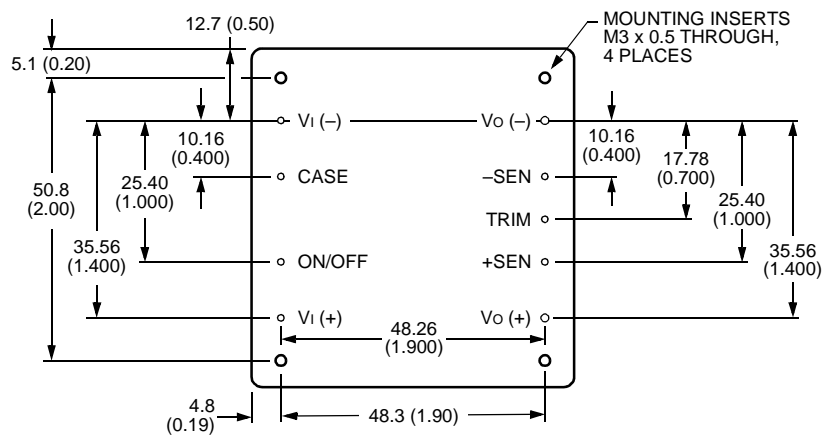 12.7 (0.50)
MOUNTING INSERTS
M3 x 0.5 THROUGH,
4 PLACES
5.1 (0.20)
VI (–)
VO (–)
10.16
(0.400)
10.16
(0.400)
CASE
–SEN
17.78
(0.700)
50.8
(2.00)
25.40
(1.000)
25.40
(1.000)
TRIM
35.56
(1.400)
35.56
(1.400)
ON/OFF
+SEN
VI (+)
VO (+)
48.26
(1.900)
4.8
(0.19)
48.3 (1.90)